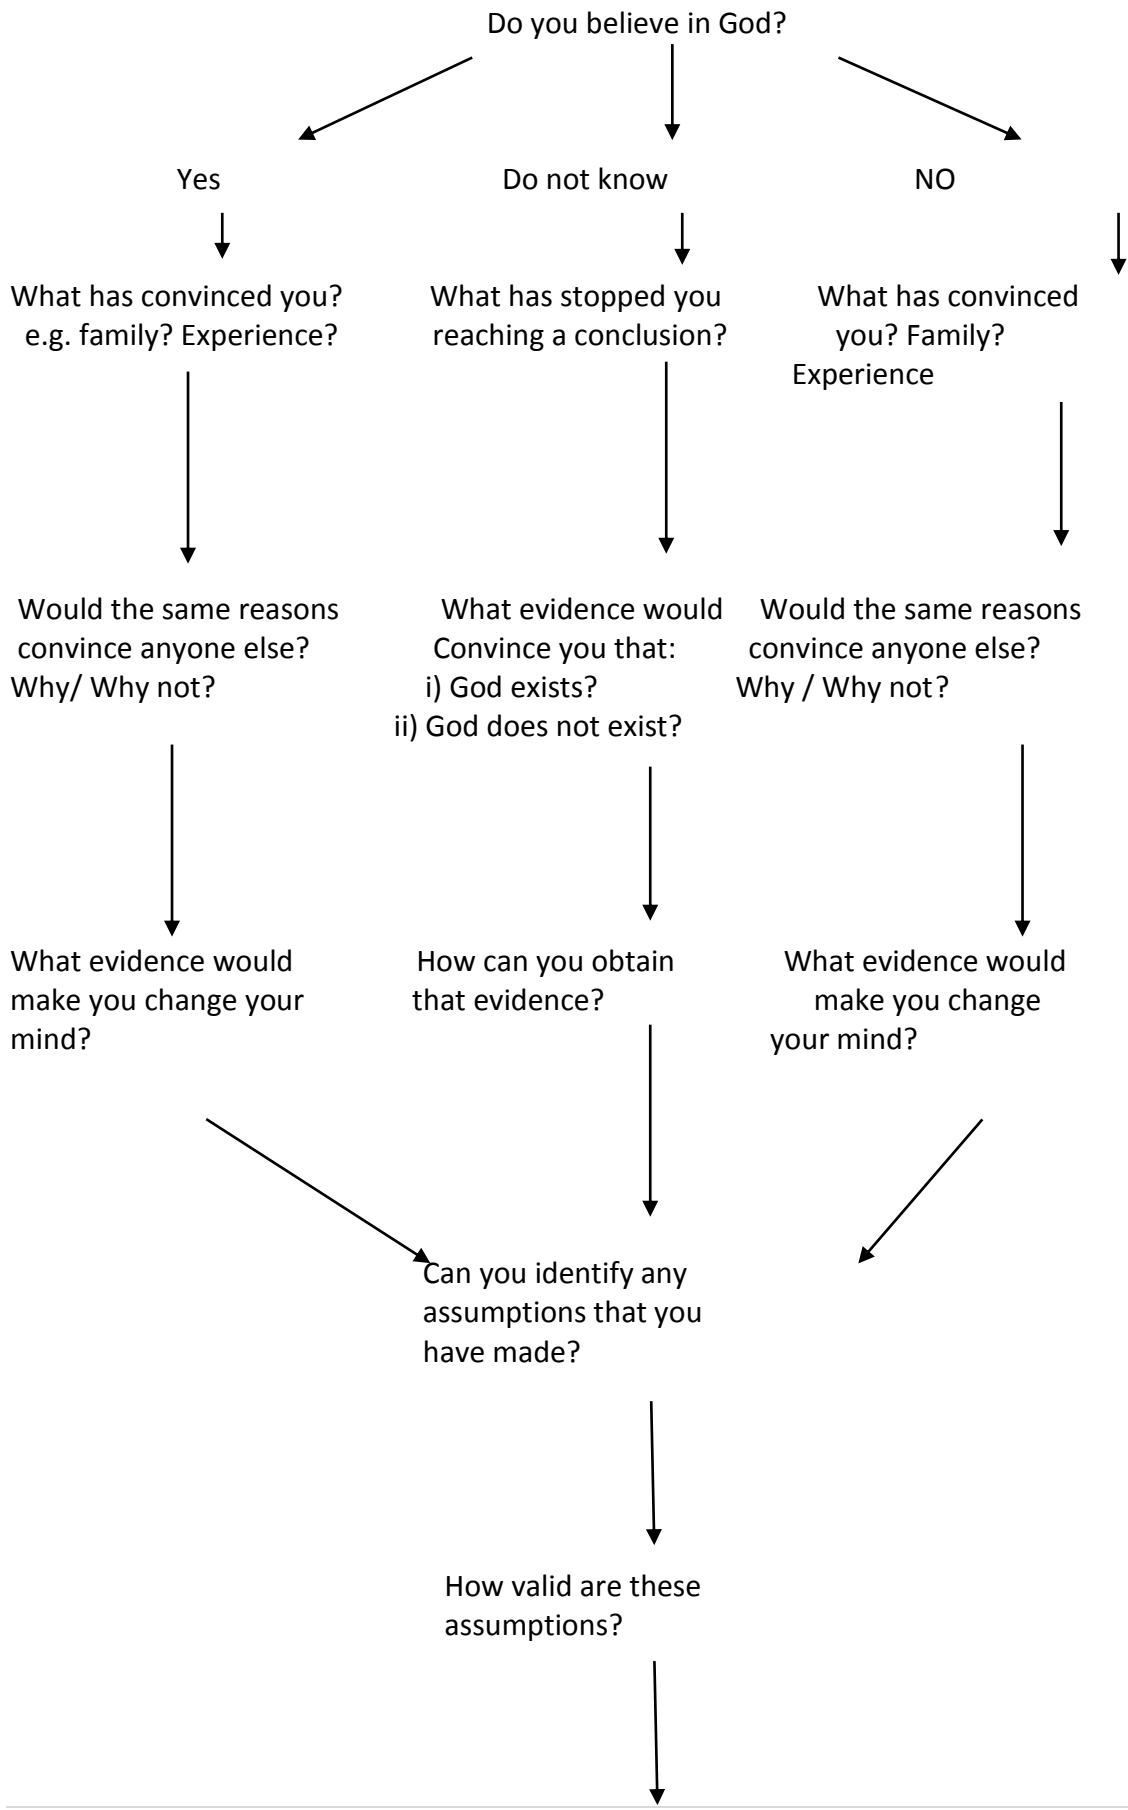 Do you believe in God?
Yes
Do not know
NO
What has convinced you?
e.g. family? Experience?
What has stopped you
reaching a conclusion?
What has convinced
you? Family?
Experience
Would the same reasons
convince anyone else?
Why/ Why not?
What evidence would
Convince you that:
i) God exists?
ii) God does not exist?
Would the same reasons
convince anyone else?
Why / Why not?
What evidence would
make you change your
mind?
How can you obtain
that evidence?
What evidence would
make you change
your mind?
Can you identify any
assumptions that you
have made?
How valid are these
assumptions?